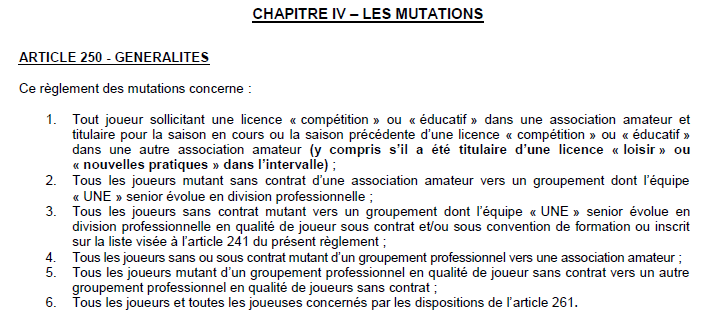 CHAPITRE IV – LES MUTATIONS
ARTICLE 250 - GENERALITES
Ce règlement des mutations concerne :
1. Tout joueur sollicitant une licence « compétition » ou « éducatif » dans une association amateur et
titulaire pour la saison en cours ou la saison précédente d'une licence « compétition » ou « éducatif »
dans une autre association amateur (y compris s'il a été titulaire d'une licence « loisir » ou
« nouvelles pratiques » dans l'intervalle) ;
2. Tous les joueurs mutant sans contrat d'une association amateur vers un groupement dont l'équipe
« UNE » senior évolue en division professionnelle ;
3. Tous les joueurs sans contrat mutant vers un groupement dont l'équipe « UNE » senior évolue en
division professionnelle en qualité de joueur sous contrat et/ou sous convention de formation ou inscrit
sur la liste visée à l'article 241 du présent règlement ;
4. Tous les joueurs sans ou sous contrat mutant d'un groupement professionnel vers une association amateur ;
5. Tous les joueurs mutant d'un groupement professionnel en qualité de joueur sans contrat vers un autre
groupement professionnel en qualité de joueurs sans contrat ;
6. Tous les joueurs et toutes les joueuses concernés par les dispositions de l'article 261.